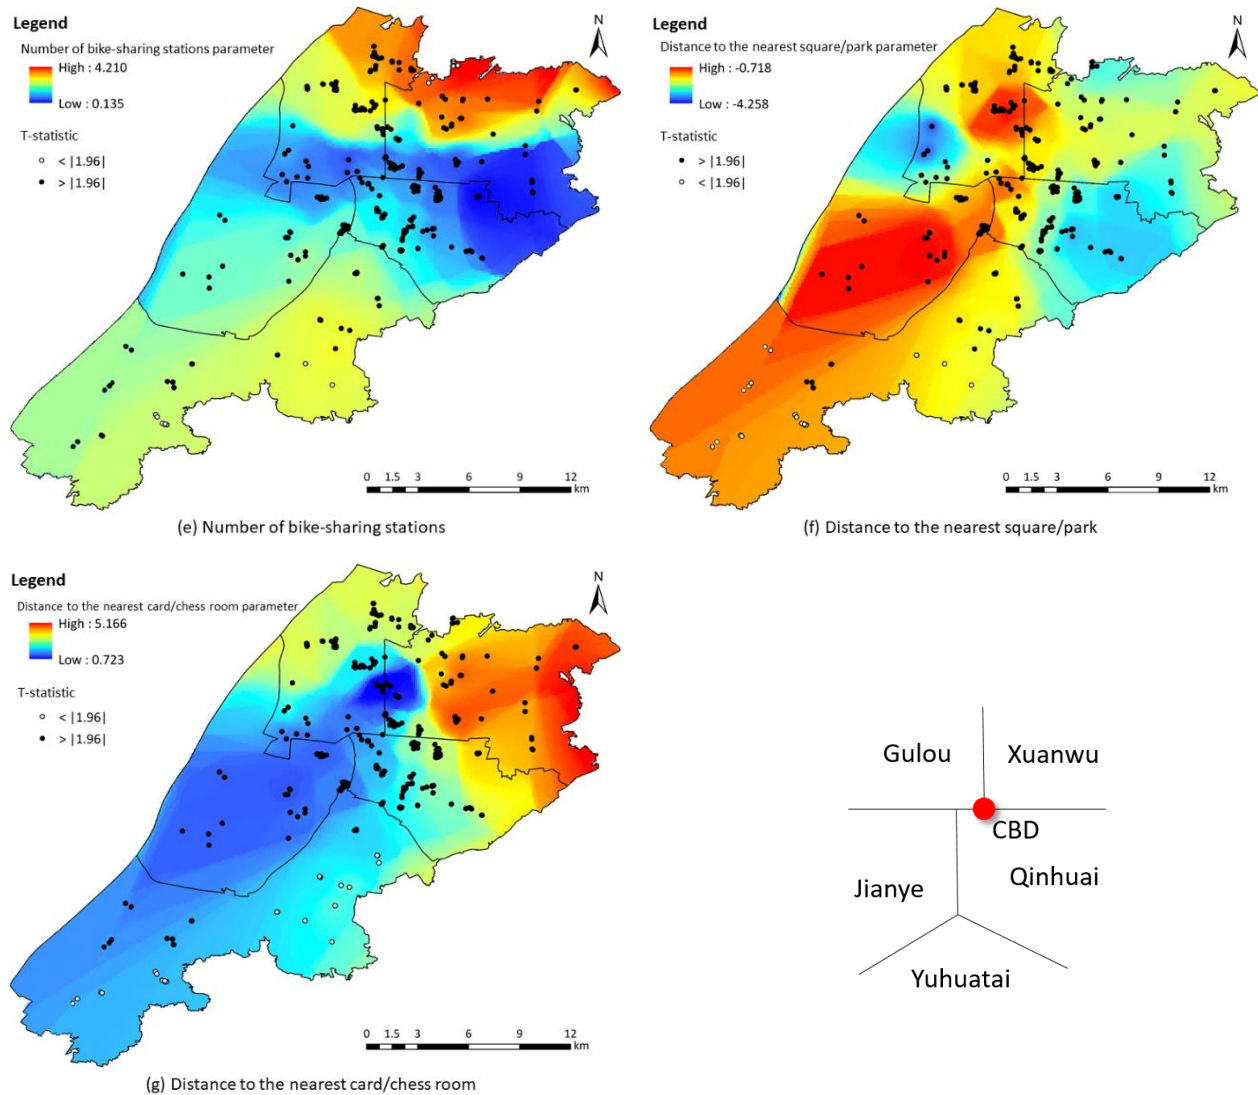 Legend
N
Number of bike-sharing stations parameter
High : 4.210
Low : 0.135
T-statistic
< |1.96|
> |1.96|
0 1.5 3 6 9 12
km
(e) Number of bike-sharing stations
Legend
N
Distance to the nearest square/park parameter
High : -0.718
Low : -4.258
T-statistic
> |1.96|
< |1.96|
0 1.5 3 6 9 12
km
(f) Distance to the nearest square/park
Legend
N
Distance to the nearest card/chess room parameter
High : 5.166
Low : 0.723
T-statistic
< |1.96|
> |1.96|
0 1.5 3 6 9 12
km
(g) Distance to the nearest card/chess room
Gulou Xuanwu
CBD
Jianye Qinhuai
Yuhuatai